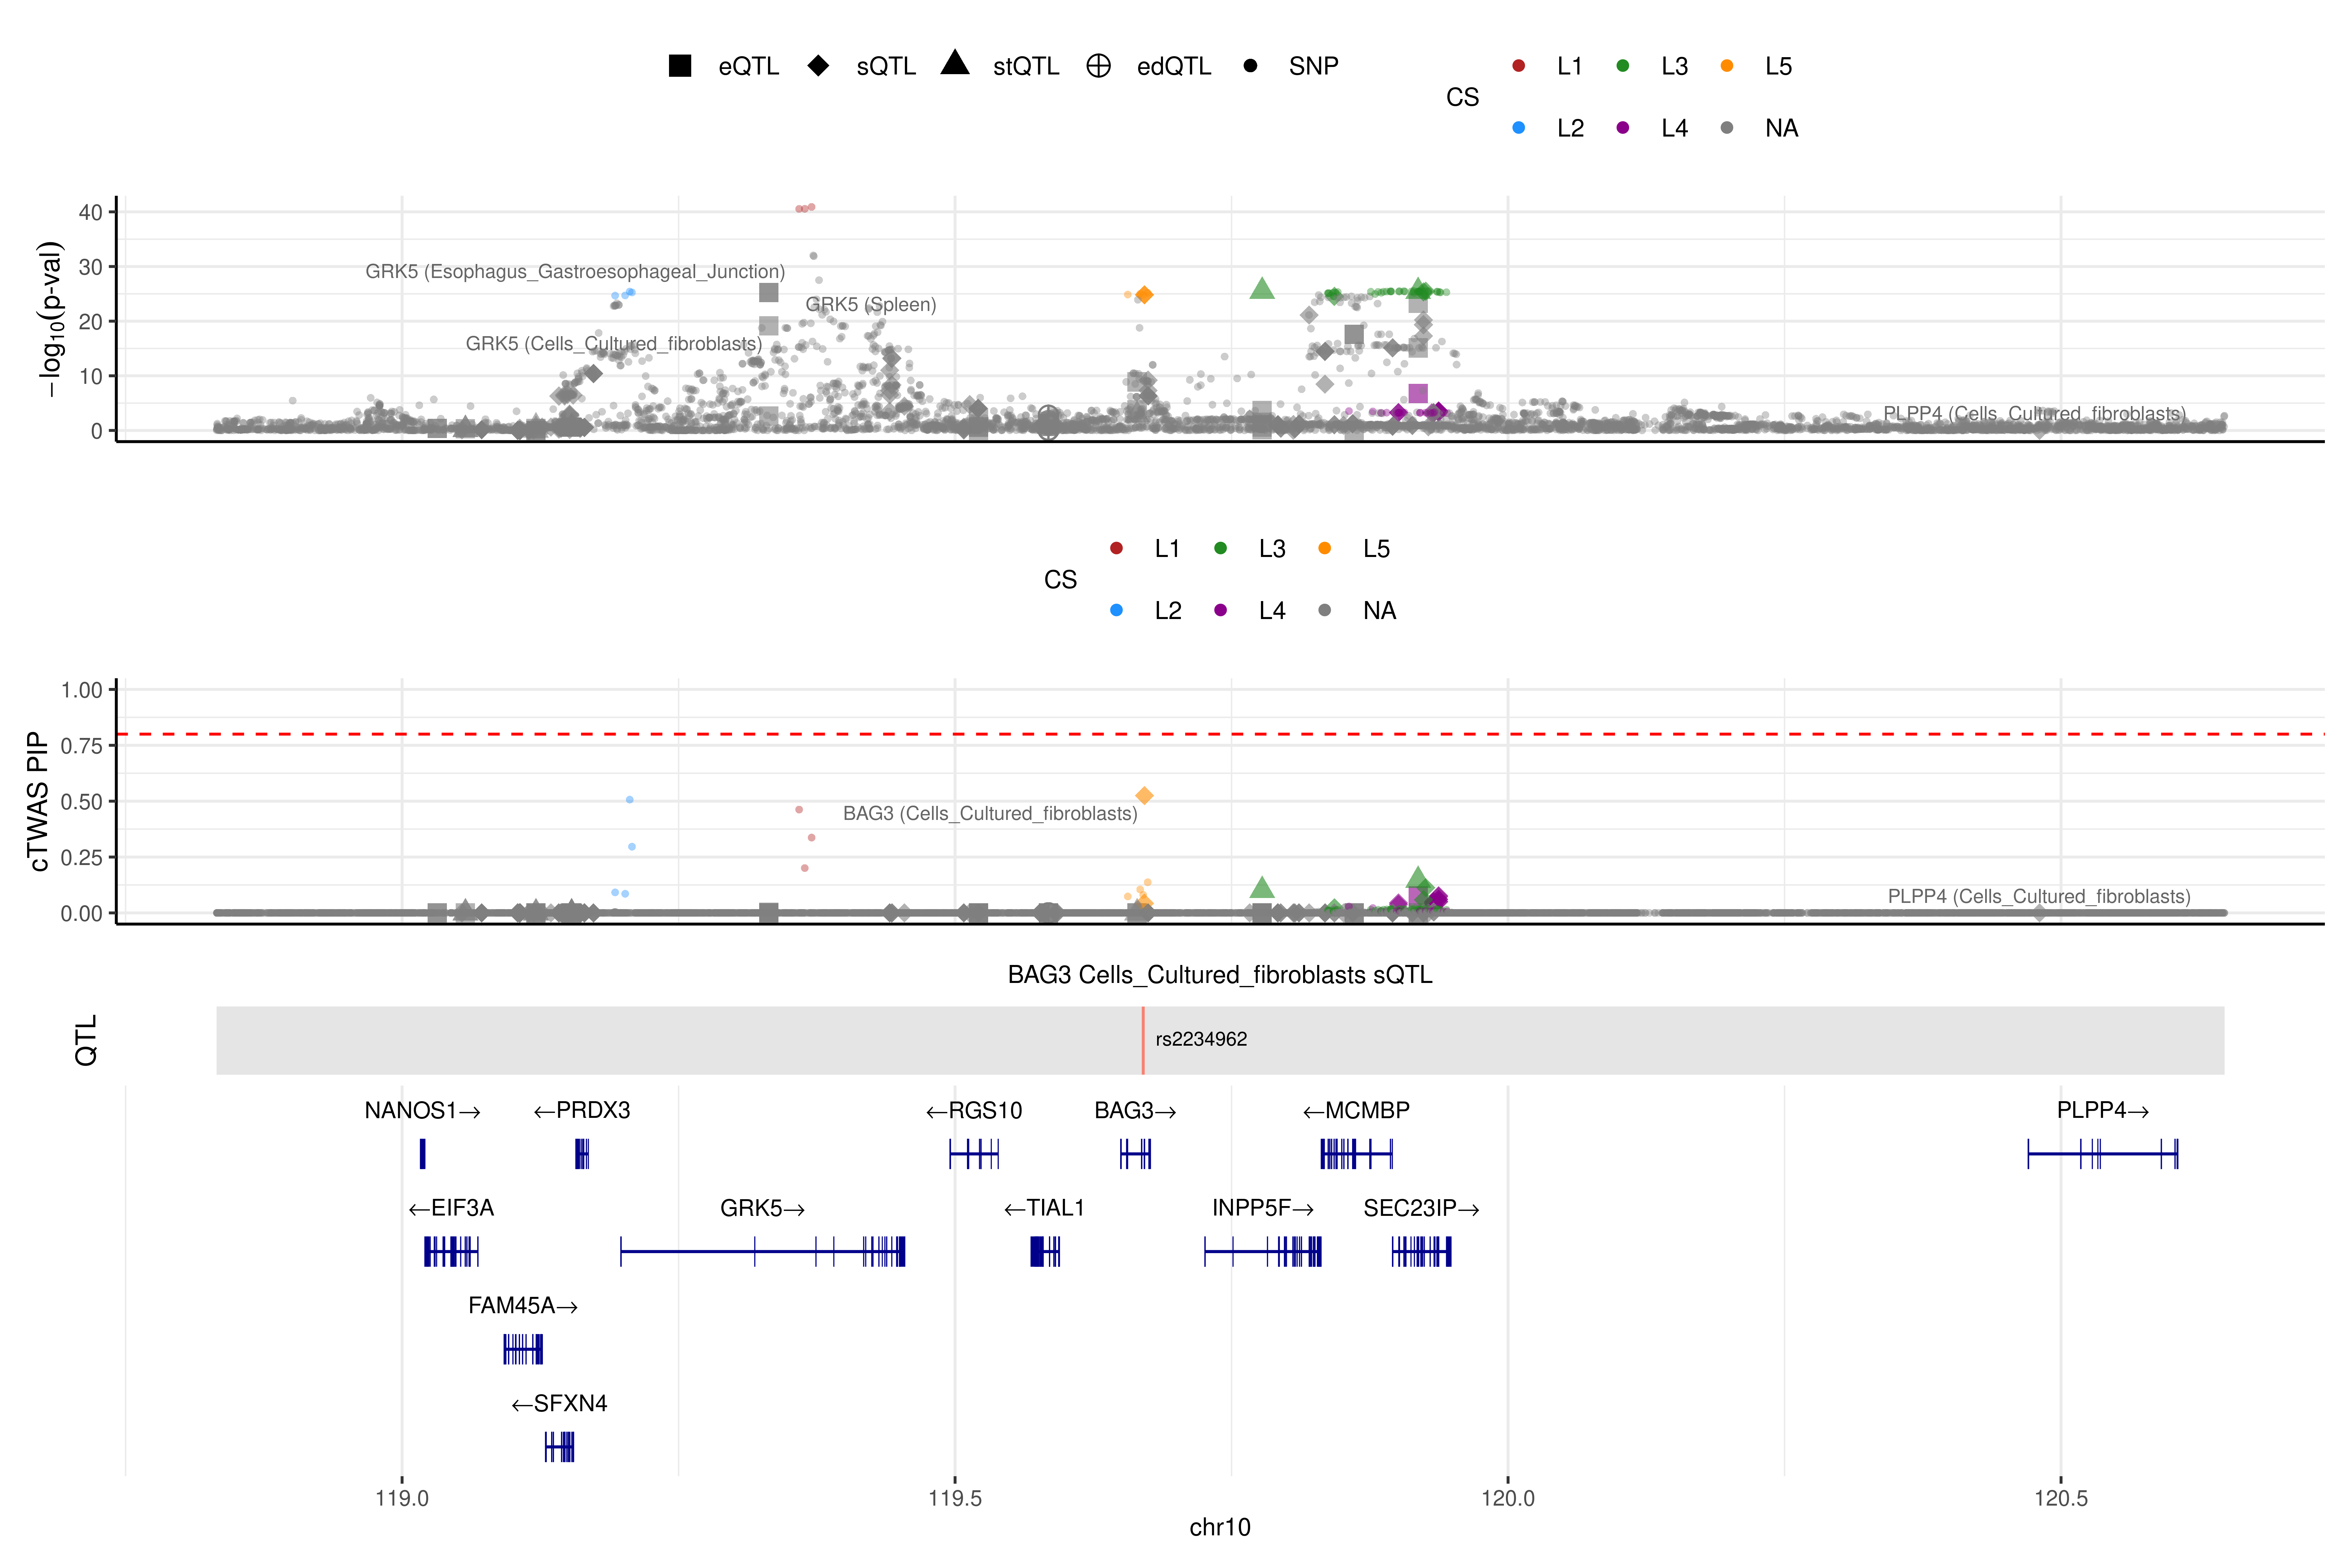 eQTL sQTL stQTL edQTL SNP
CS
L1 L3 L5
L2 L4 NA
−log10(p-val)
40
30
20
10
0
GRK5 (Esophagus_Gastroesophageal_Junction)
GRK5 (Spleen)
GRK5 (Cells_Cultured_fibroblasts)
PLPP4 (Cells_Cultured_fibroblasts)
CS
L1 L3 L5
L2 L4 NA
cTWAS PIP
1.00
0.75
0.50
0.25
0.00
BAG3 (Cells_Cultured_fibroblasts)
PLPP4 (Cells_Cultured_fibroblasts)
BAG3 Cells_Cultured_fibroblasts sQTL
QTL
rs2234962
NANOS1→ ←PRDX3 ←RGS10 BAG3→ ←MCMBP PLPP4→
←EIF3A GRK5→ ←TIAL1 INPP5F→ SEC23IP→
FAM45A→
←SFXN4
119.0 119.5 120.0 120.5
chr10